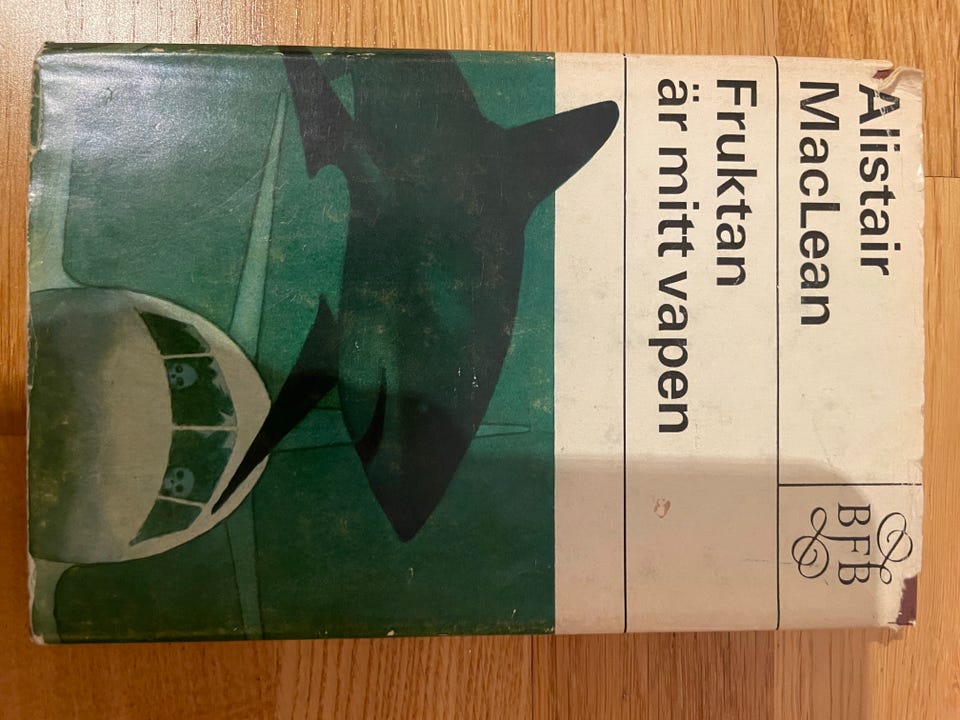 Alistair
MacLean
BFB
Fruktan
är mitt vapen